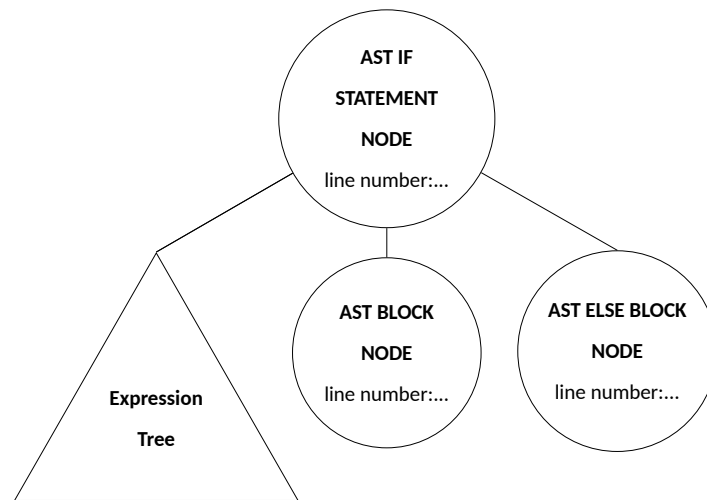 AST IF
STATEMENT
NODE
line number:...
AST BLOCK
NODE
line number:...
AST ELSE BLOCK
NODE
line number:...
Expression
Tree